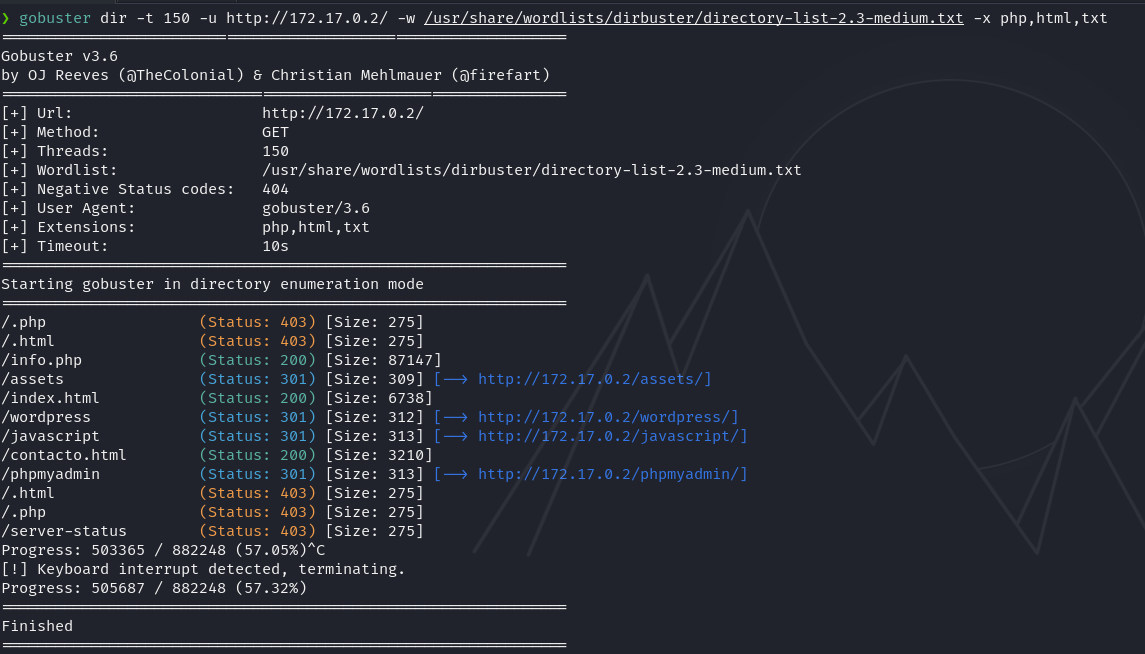 ❯ gobuster dir -t 150 -u http://172.17.0.2/ -w /usr/share/wordlists/dirbuster/directory-list-2.3-medium.txt -x php,html,txt
===============================================================
Gobuster v3.6
by OJ Reeves (@TheColonial) & Christian Mehlmauer (@firefart)
===============================================================
[+] Url:                     http://172.17.0.2/
[+] Method:                  GET
[+] Threads:                 150
[+] Wordlist:                /usr/share/wordlists/dirbuster/directory-list-2.3-medium.txt
[+] Negative Status codes:   404
[+] User Agent:              gobuster/3.6
[+] Extensions:              php,html,txt
[+] Timeout:                 10s
===============================================================
Starting gobuster in directory enumeration mode
===============================================================
/.php                 (Status: 403) [Size: 275]
/.html                (Status: 403) [Size: 275]
/info.php             (Status: 200) [Size: 87147]
/assets               (Status: 301) [Size: 309] [--> http://172.17.0.2/assets/]
/index.html           (Status: 200) [Size: 6738]
/wordpress            (Status: 301) [Size: 312] [--> http://172.17.0.2/wordpress/]
/javascript           (Status: 301) [Size: 313] [--> http://172.17.0.2/javascript/]
/contacto.html        (Status: 200) [Size: 3210]
/phpmyadmin           (Status: 301) [Size: 313] [--> http://172.17.0.2/phpmyadmin/]
/.html                (Status: 403) [Size: 275]
/.php                 (Status: 403) [Size: 275]
/server-status        (Status: 403) [Size: 275]
Progress: 503365 / 882248 (57.05%)^C
[!] Keyboard interrupt detected, terminating.
Progress: 505687 / 882248 (57.32%)
===============================================================
Finished
===============================================================